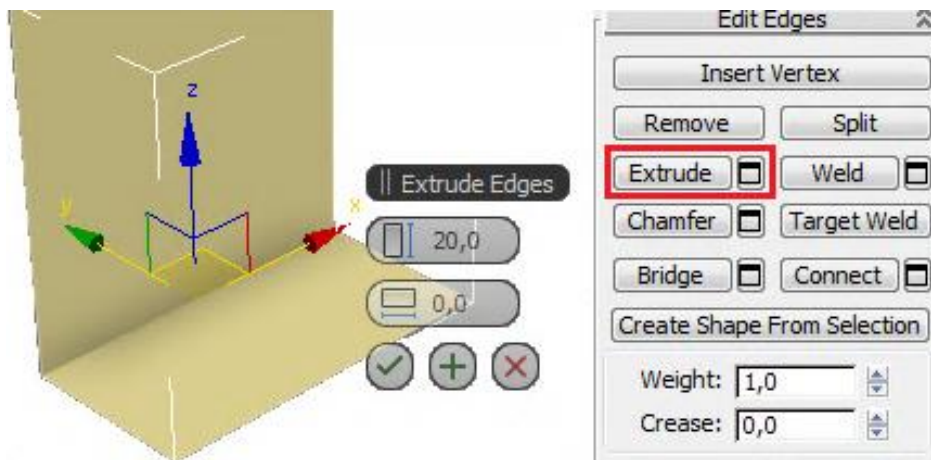 z
y
x
Extrude Edges
20,0
0,0
Edit Edges
Insert Vertex
Remove Split
Extrude Weld
Chamfer Target Weld
Bridge Connect
Create Shape From Selection
Weight: 1,0
Crease: 0,0